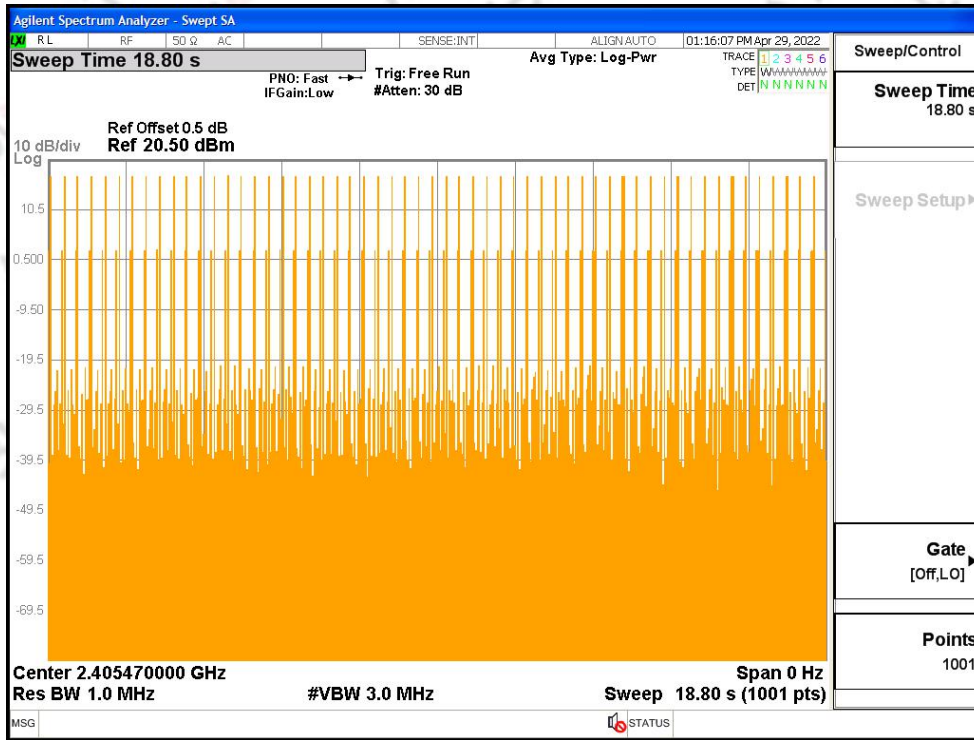 Agilent Spectrum Analyzer - Swept SA
LXI RL RF 50 Ω AC SENSE:INT ALIGN AUTO 01:16:07 PM Apr 29, 2022
Sweep Time 18.80 s
Avg Type: Log-Pwr
TRACE 1 2 3 4 5 6
PNO: Fast
Trig: Free Run
TYPE WWWWWW
IFGain:Low
#Atten: 30 dB
DET N N N N N N
Ref Offset 0.5 dB
10 dB/div Ref 20.50 dBm
Log
10.5
0.500
-9.50
-19.5
-29.5
-39.5
-49.5
-59.5
-69.5
Center 2.405470000 GHz Span 0 Hz
Res BW 1.0 MHz #VBW 3.0 MHz Sweep 18.80 s (1001 pts)
MSG STATUS
Sweep/Control
Sweep Time
18.80 s
Sweep Setup
Gate
[Off,LO]
Points
1001